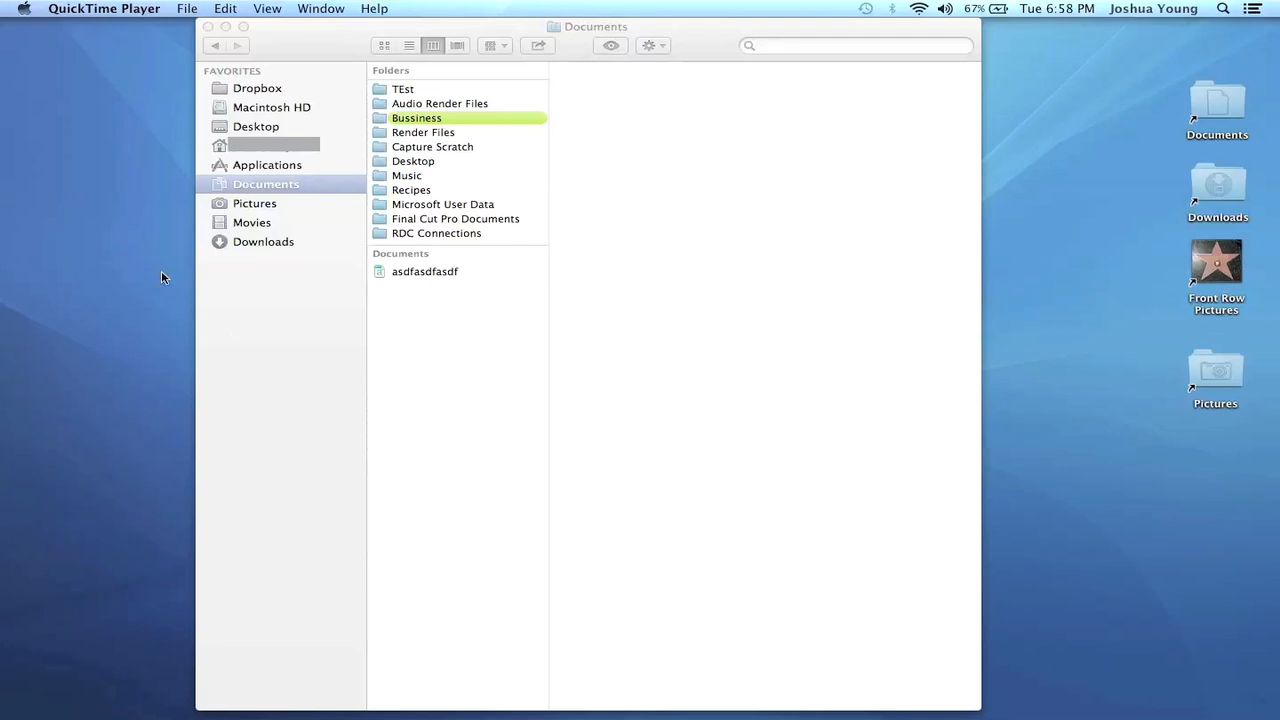 QuickTime Player File Edit View Window Help 67% Tue 6:58 PM Joshua Young
Documents
FAVORITES
Dropbox
Macintosh HD
Desktop
Applications
Documents
Pictures
Movies
Downloads
Folders
TEst
Audio Render Files
Bussiness
Render Files
Capture Scratch
Desktop
Music
Recipes
Microsoft User Data
Final Cut Pro Documents
RDC Connections
Documents
asdfasdfasdf
Documents
Downloads
Front Row
Pictures
Pictures